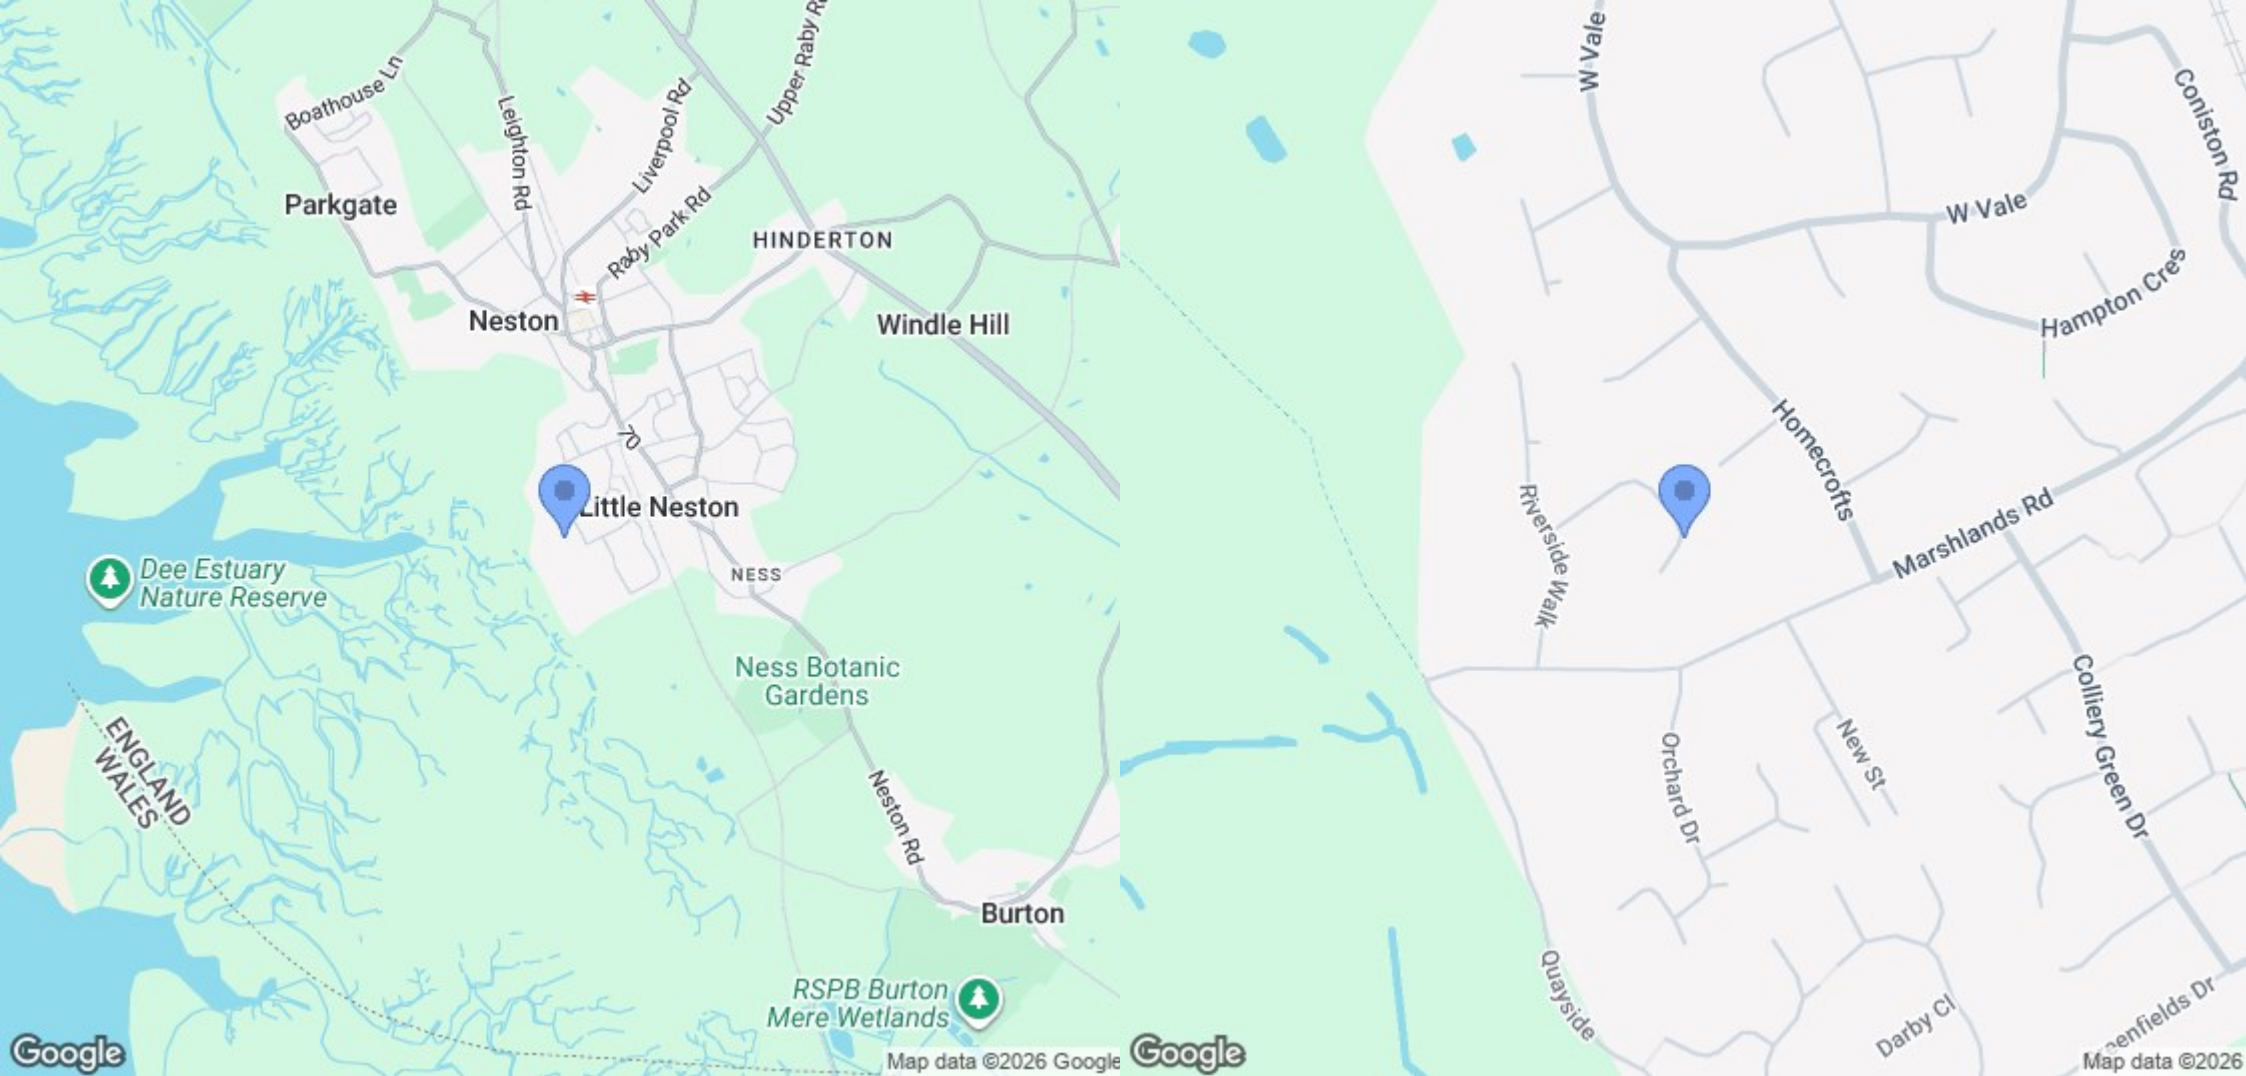 Boathouse Ln
Leighton Rd
Liverpool Rd
Upper Raby Rd
Parkgate
Raby Park Rd
HINDERTON
Neston
Windle Hill
70
Little Neston
Dee Estuary
Nature Reserve
NESS
Ness Botanic
Gardens
ENGLAND
WALES
Neston Rd
Burton
RSPB Burton
Mere Wetlands
Google
Map data ©2026 Google
W Vale
Coniston Rd
W Vale
Hampton Cres
Homecrofts
Riverside Walk
Marshlands Rd
Colliery Green Dr
New St
Orchard Dr
Quayside
Darby Cl
eenfields Dr
Google
Map data ©2026